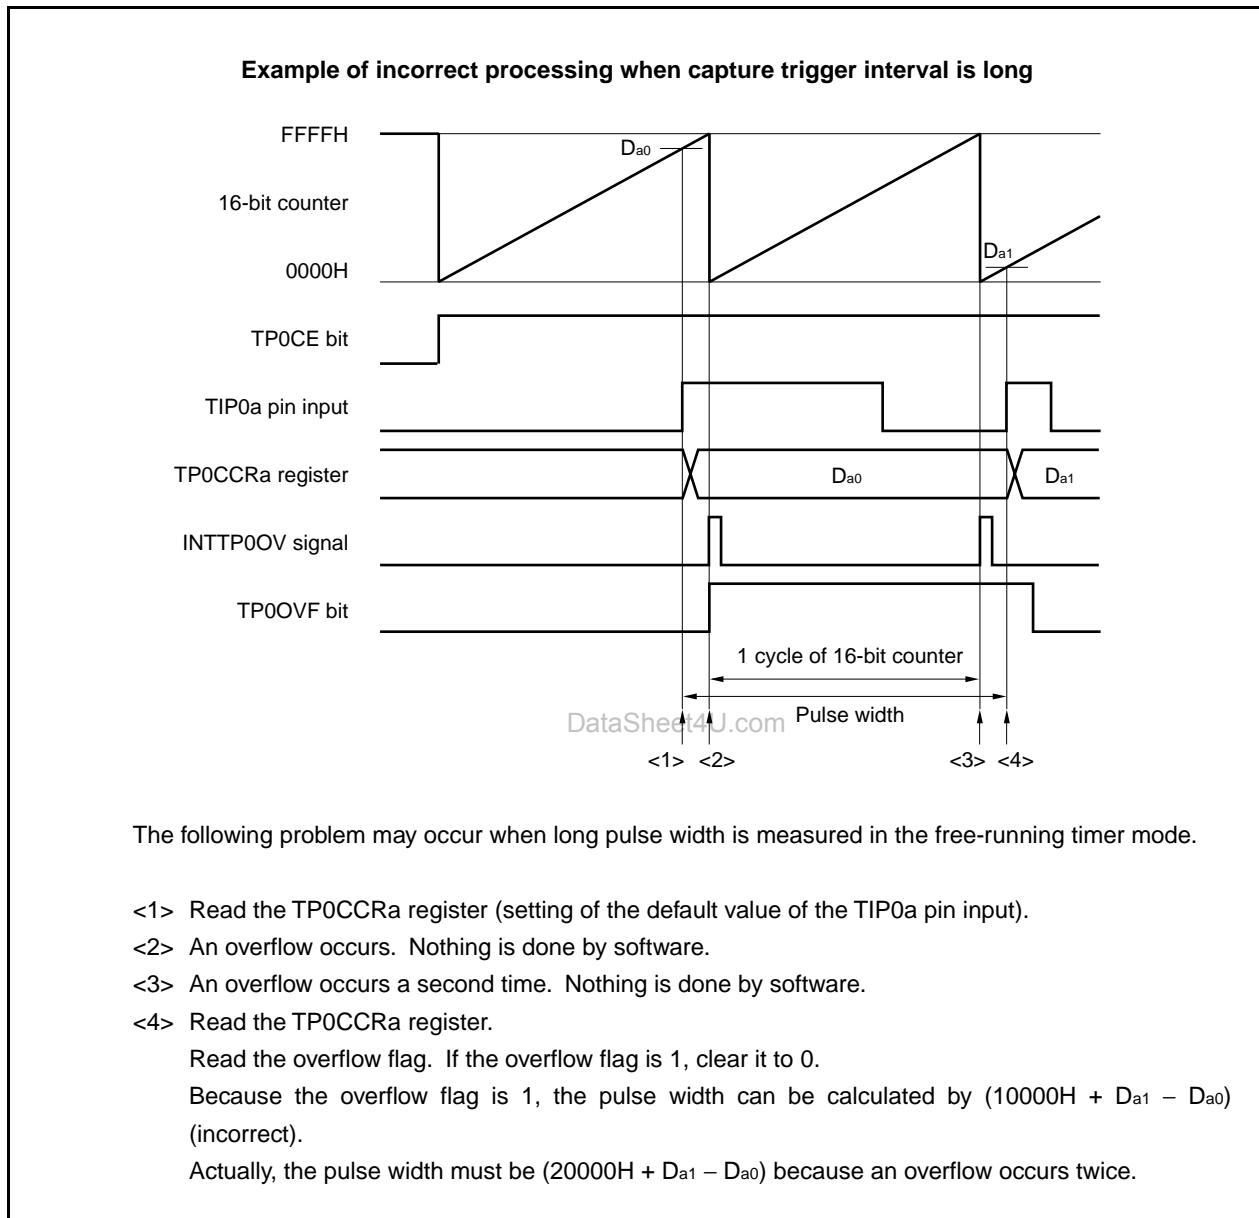 Example of incorrect processing when capture trigger interval is long
FFFFH
Da0
16-bit counter
Da1
0000H
TP0CE bit
TIP0a pin input
TP0CCRa register
Da0
Da1
INTTP0OV signal
TP0OVF bit
1 cycle of 16-bit counter
Pulse width
DataSheet4U.com
<1> <2> <3> <4>
The following problem may occur when long pulse width is measured in the free-running timer mode.
<1> Read the TP0CCRa register (setting of the default value of the TIP0a pin input).
<2> An overflow occurs. Nothing is done by software.
<3> An overflow occurs a second time. Nothing is done by software.
<4> Read the TP0CCRa register.
Read the overflow flag. If the overflow flag is 1, clear it to 0.
Because the overflow flag is 1, the pulse width can be calculated by (10000H + Da1 − Da0)
(incorrect).
Actually, the pulse width must be (20000H + Da1 − Da0) because an overflow occurs twice.